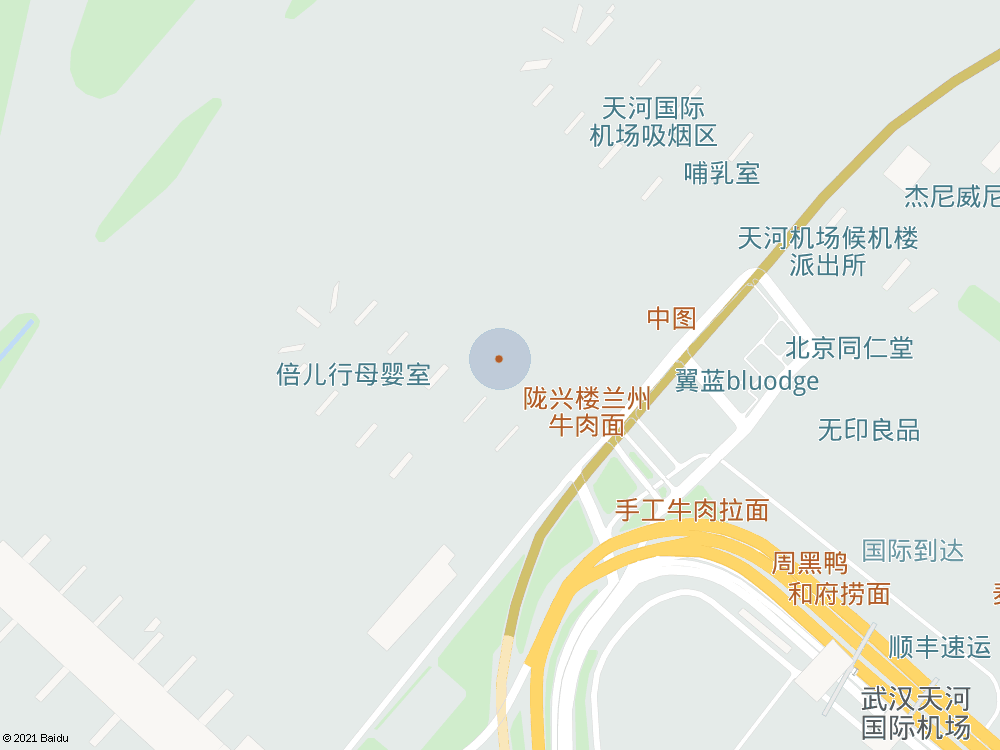 天河国际
机场吸烟区
哺乳室
杰尼威尼
天河机场候机楼
派出所
中图
北京同仁堂
倍儿行母婴室
翼蓝bluodge
陇兴楼兰州
牛肉面
无印良品
手工牛肉拉面
国际到达
周黑鸭
和府捞面
顺丰速运
武汉天河
国际机场
© 2021 Baidu